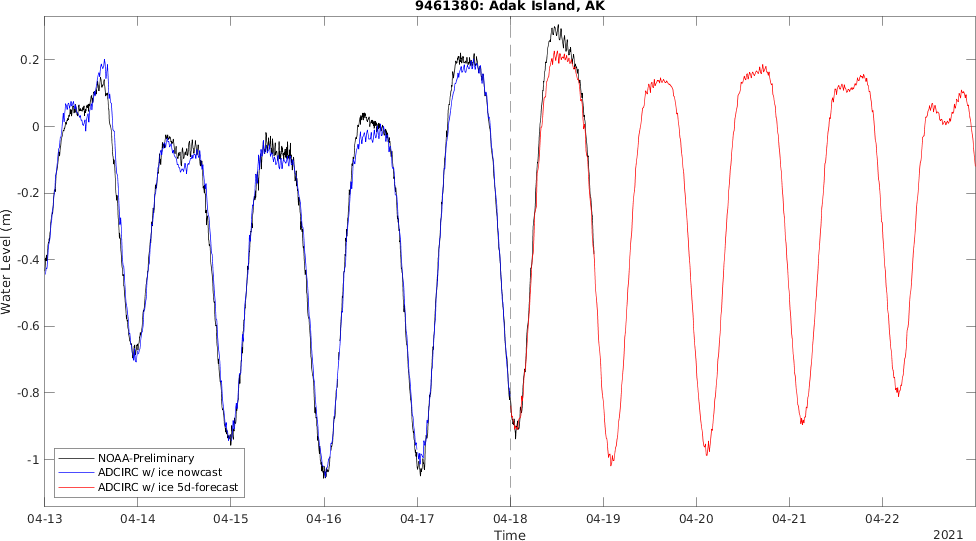 9461380: Adak Island, AK
Water Level (m)
0.2
0
-0.2
-0.4
-0.6
-0.8
-1
NOAA-Preliminary
ADCIRC w/ ice nowcast
ADCIRC w/ ice 5d-forecast
04-13 04-14 04-15 04-16 04-17 04-18 04-19 04-20 04-21 04-22
Time
2021